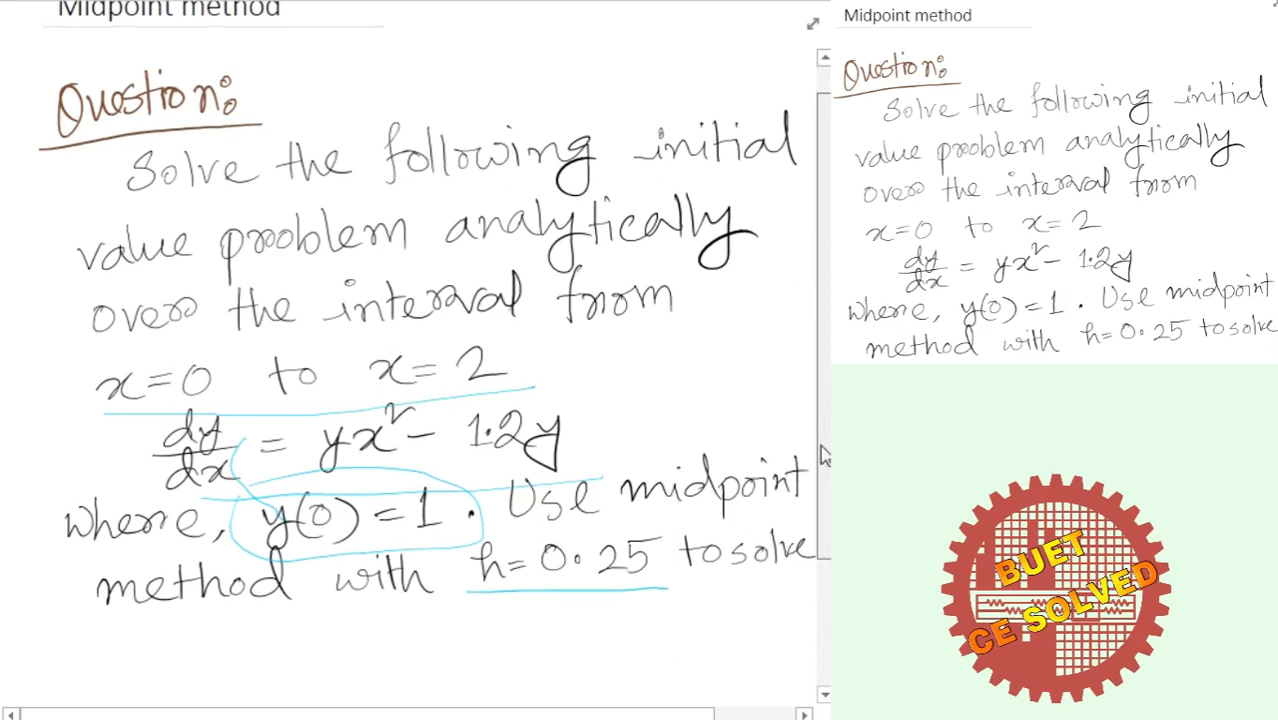 Midpoint method
Question:
Solve the following initial
value problem analytically
over the interval from
x=0 to x=2
dy/dx = yx² - 1.2y
where, y(0)=1. Use midpoint
method with h=0.25 to solve
Midpoint method
Question:
Solve the following initial
value problem analytically
over the interval from
x=0 to x=2
dy/dx = yx² - 1.2y
where, y(0)=1. Use midpoint
method with h=0.25 to solve
BUET
CE SOLVED